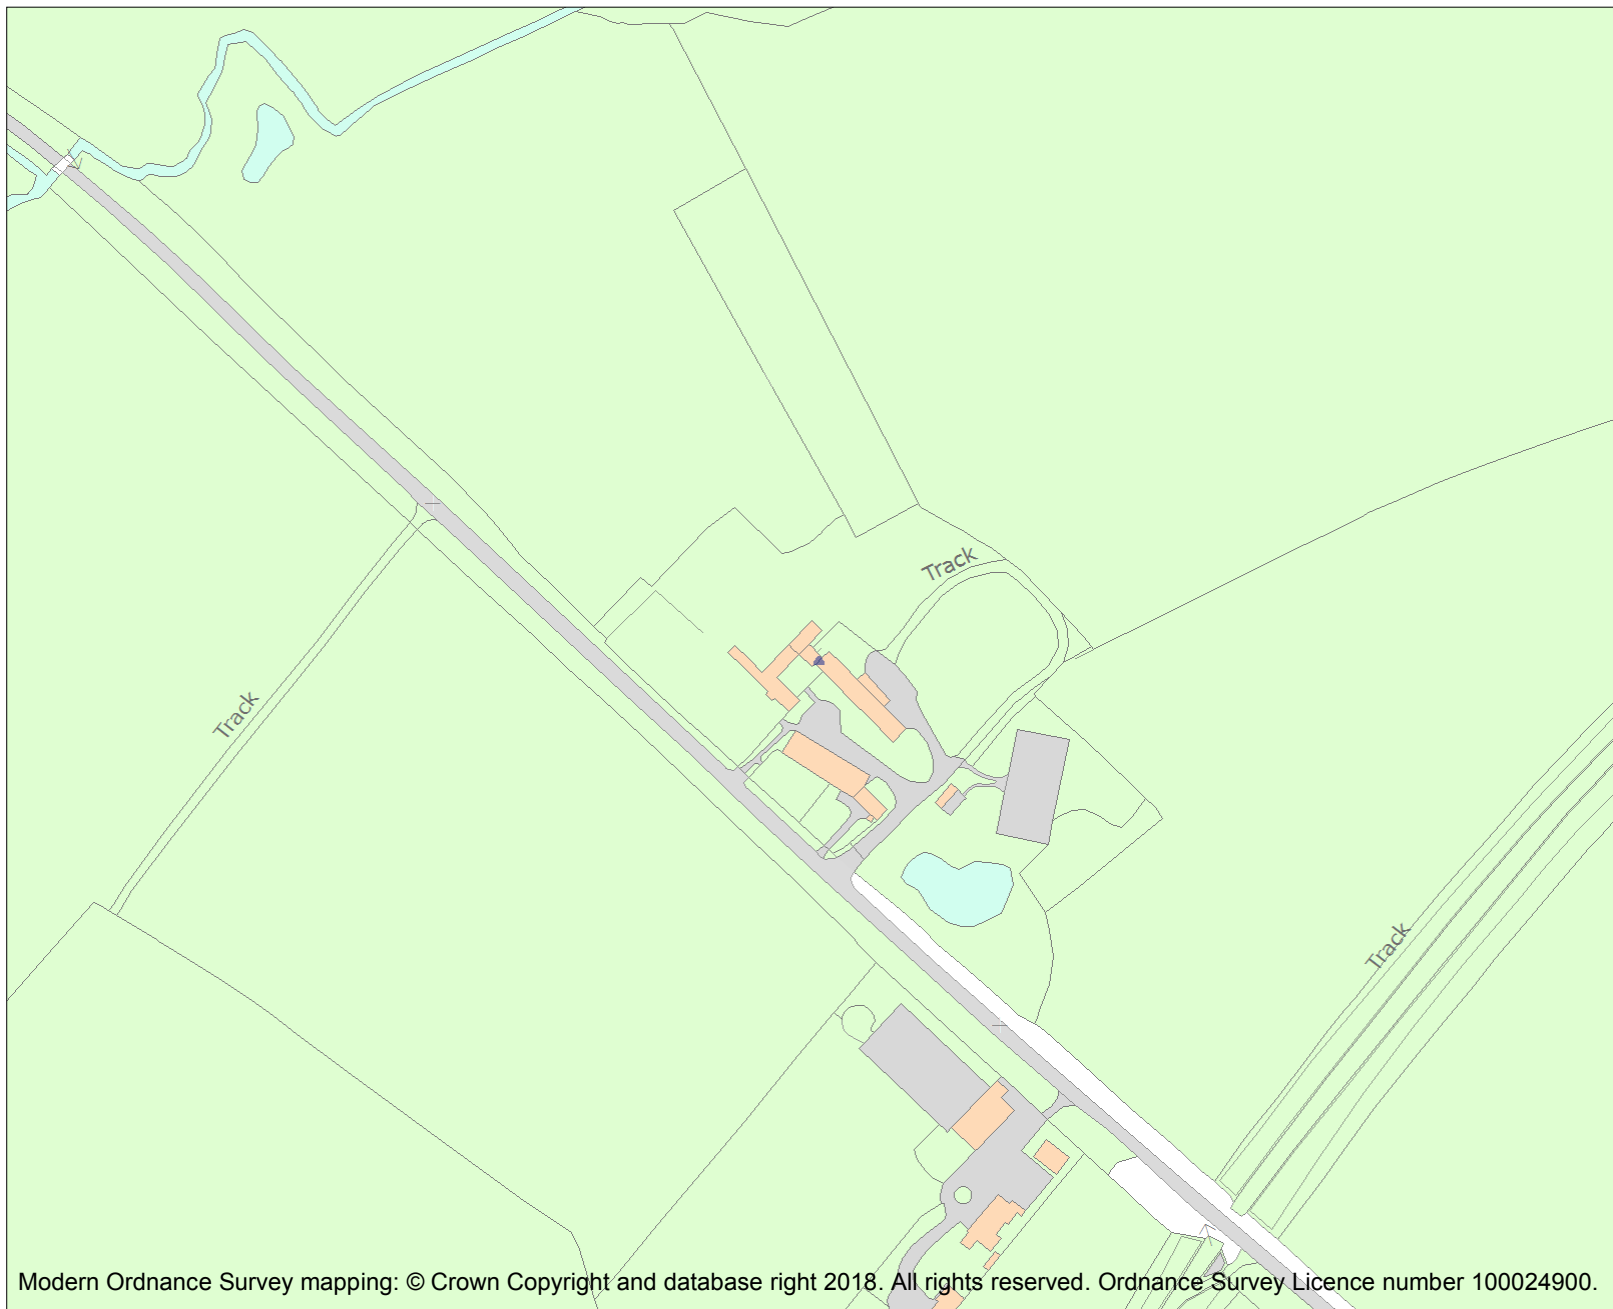 Track
Track
Track
Modern Ordnance Survey mapping: © Crown Copyright and database right 2018. All rights reserved. Ordnance Survey Licence number 100024900.